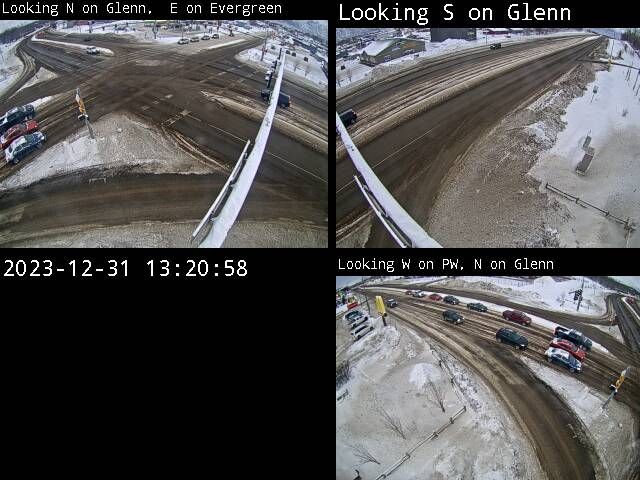 Looking N on Glenn,  E on Evergreen
Looking S on Glenn
2023-12-31 13:20:58
Looking W on PW, N on Glenn